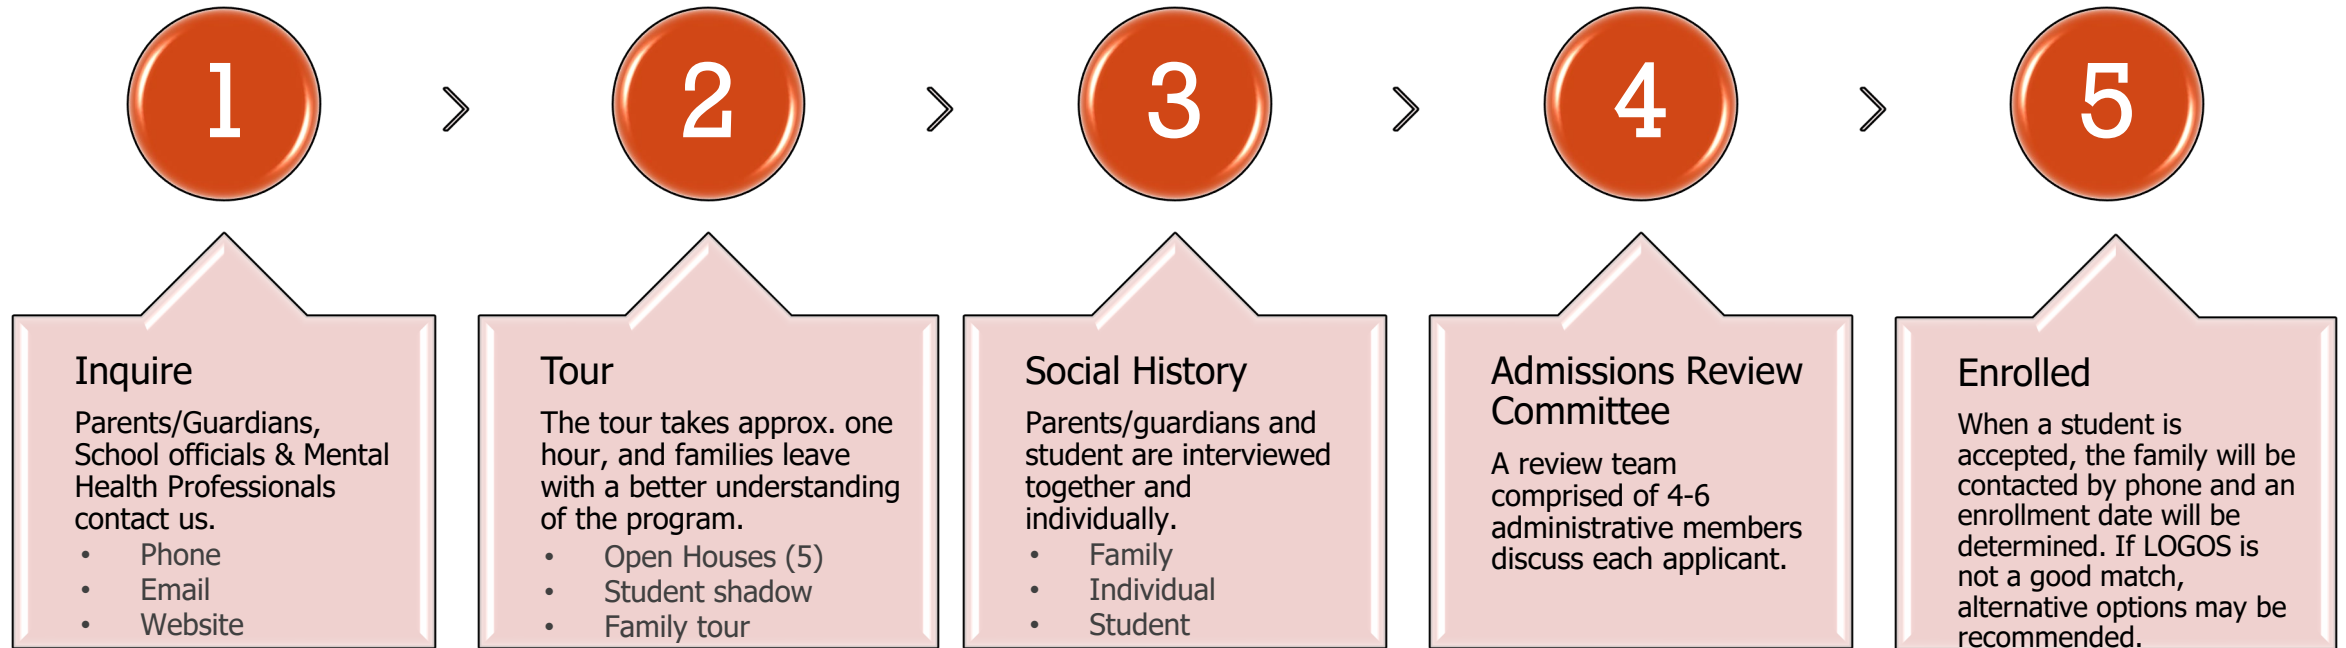 1
2
3
4
5
Inquire
Parents/Guardians,
School officials & Mental
Health Professionals
contact us.
• Phone
• Email
• Website
Tour
The tour takes approx. one
hour, and families leave
with a better understanding
of the program.
• Open Houses (5)
• Student shadow
• Family tour
Social History
Parents/guardians and
student are interviewed
together and
individually.
• Family
• Individual
• Student
Admissions Review
Committee
A review team
comprised of 4-6
administrative members
discuss each applicant.
Enrolled
When a student is
accepted, the family will be
contacted by phone and an
enrollment date will be
determined. If LOGOS is
not a good match,
alternative options may be
recommended.